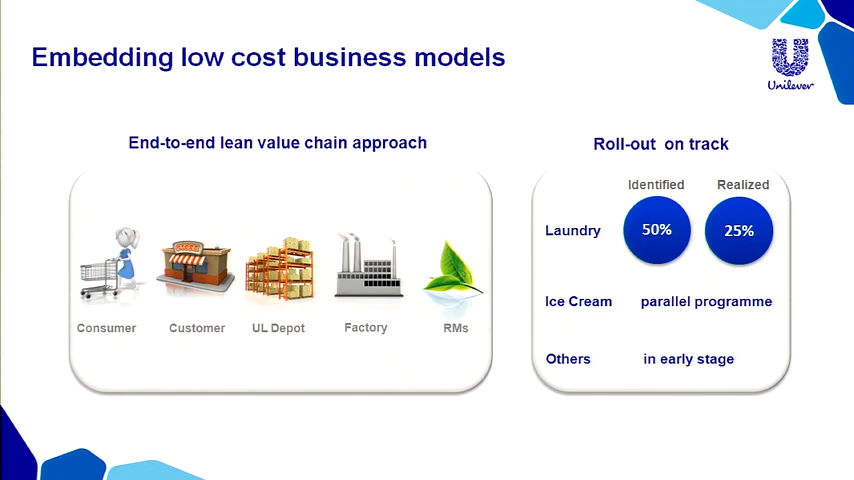 Embedding low cost business models
Unilever
End-to-end lean value chain approach
Consumer
Customer
UL Depot
Factory
RMs
Roll-out on track
Identified
Realized
Laundry
50%
25%
Ice Cream
parallel programme
Others
in early stage